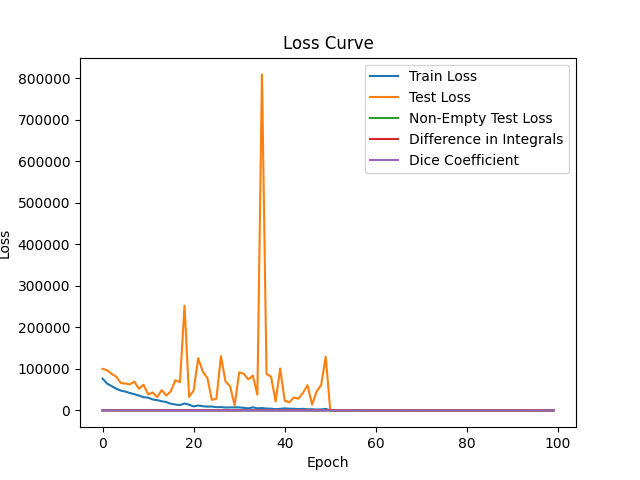 Loss Curve
Train Loss
Test Loss
Non-Empty Test Loss
Difference in Integrals
Dice Coefficient
800000
700000
600000
500000
400000
300000
200000
100000
0
Loss
0 20 40 60 80 100
Epoch